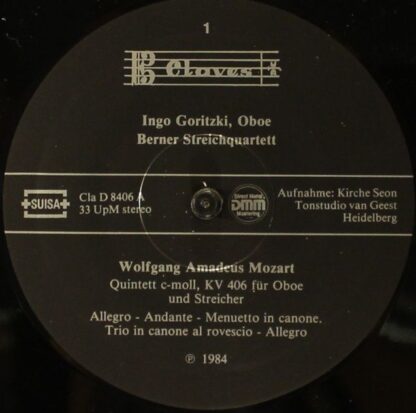 1
Claves
Ingo Goritzki, Oboe
Berner Streichquartett
SUISA
Cla D 8406 A
33 UpM stereo
Direct Metal
DMM
Mastering
Aufnahme: Kirche Seon
Tonstudio van Geest
Heidelberg
Wolfgang Amadeus Mozart
Quintett c-moll, KV 406 für Oboe
und Streicher
Allegro - Andante - Menuetto in canone.
Trio in canone al rovescio - Allegro
℗ 1984